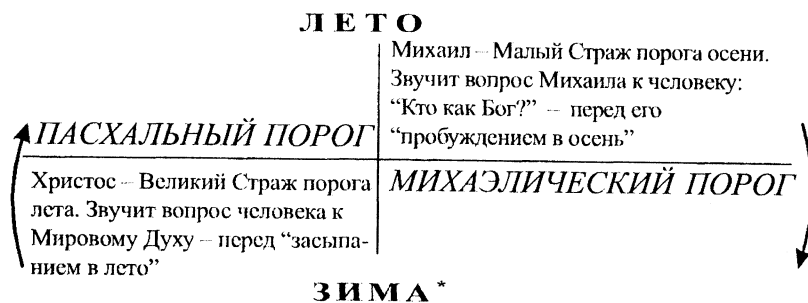 ЛЕТО
Михаил – Малый Страж порога осени.
Звучит вопрос Михаила к человеку:
“Кто как Бог?” – перед его
“пробуждением в осень”
ПАСХАЛЬНЫЙ ПОРОГ
Христос – Великий Страж порога
лета. Звучит вопрос человека к
Мировому Духу – перед “засыпа-
нием в лето”
МИХАЭЛИЧЕСКИЙ ПОРОГ
ЗИМА*